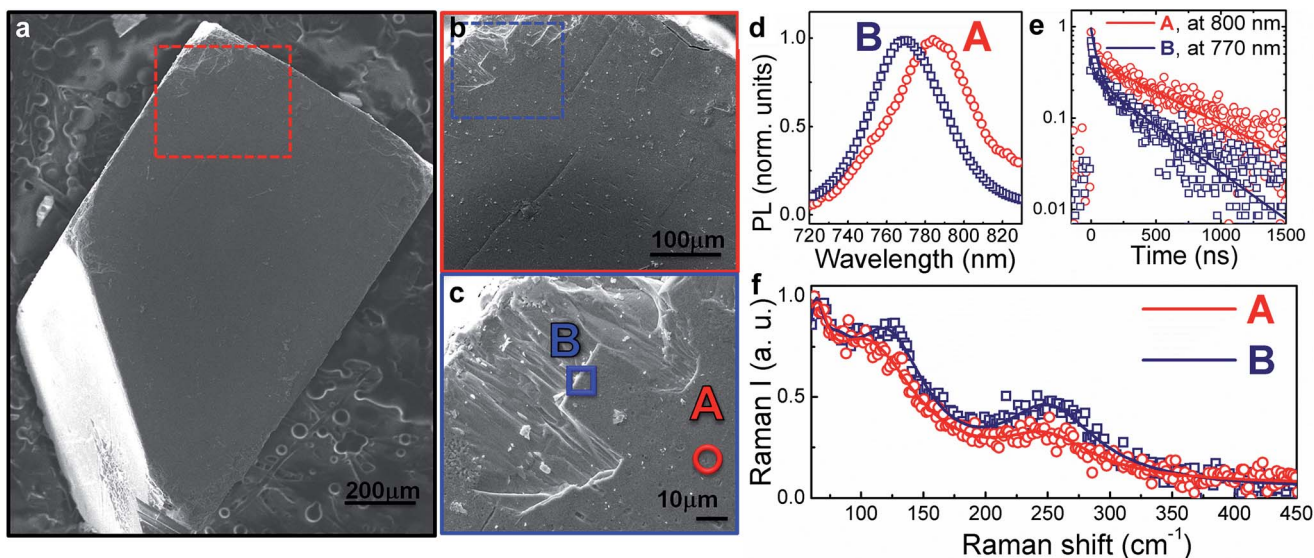 a
200μm
b
100μm
c
B
A
10μm
d
B
A
1.0
0.5
0.0
PL (norm. units)
720 740 760 780 800 820
Wavelength (nm)
e
A, at 800 nm
B, at 770 nm
1
0.1
0.01
0 500 1000 1500
Time (ns)
f
A
B
1.0
0.5
0.0
Raman I (a. u.)
100 150 200 250 300 350 400 450
Raman shift (cm⁻¹)